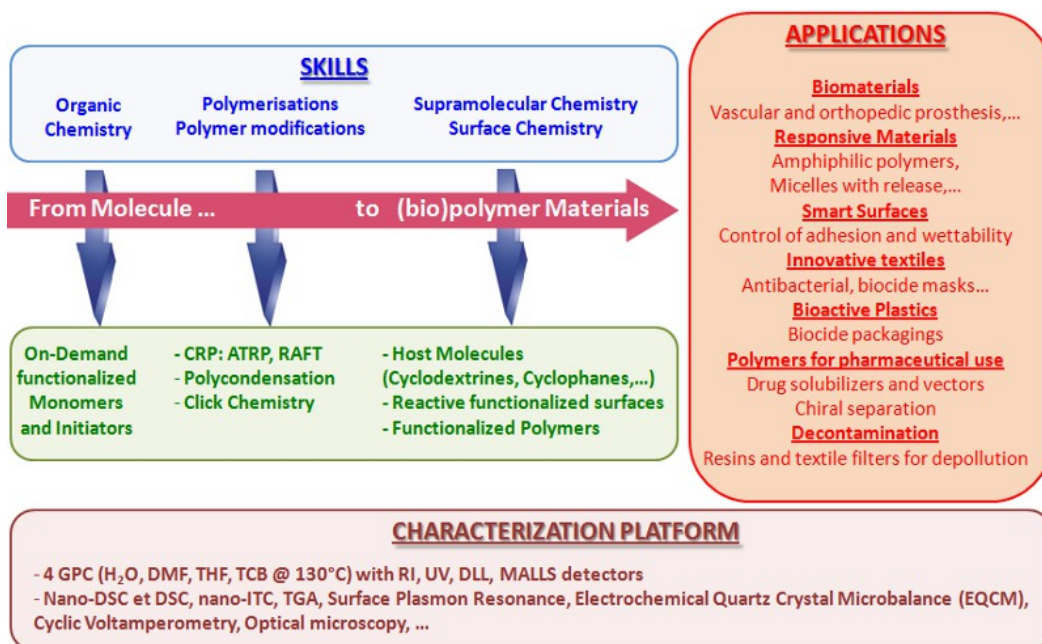 SKILLS
Organic
Chemistry
Polymerisations
Polymer modifications
Supramolecular Chemistry
Surface Chemistry
From Molecule ... to (bio)polymer Materials
On-Demand
functionalized
Monomers
and Initiators
- CRP: ATRP, RAFT
- Polycondensation
- Click Chemistry
- Host Molecules
(Cyclodextrines, Cyclophanes,...)
- Reactive functionalized surfaces
- Functionalized Polymers
APPLICATIONS
Biomaterials
Vascular and orthopedic prosthesis,...
Responsive Materials
Amphiphilic polymers,
Micelles with release,...
Smart Surfaces
Control of adhesion and wettability
Innovative textiles
Antibacterial, biocide masks...
Bioactive Plastics
Biocide packagings
Polymers for pharmaceutical use
Drug solubilizers and vectors
Chiral separation
Decontamination
Resins and textile filters for depollution
CHARACTERIZATION PLATFORM
- 4 GPC (H₂O, DMF, THF, TCB @ 130°C) with RI, UV, DLL, MALLS detectors
- Nano-DSC et DSC, nano-ITC, TGA, Surface Plasmon Resonance, Electrochemical Quartz Crystal Microbalance (EQCM),
Cyclic Voltamperometry, Optical microscopy, ...